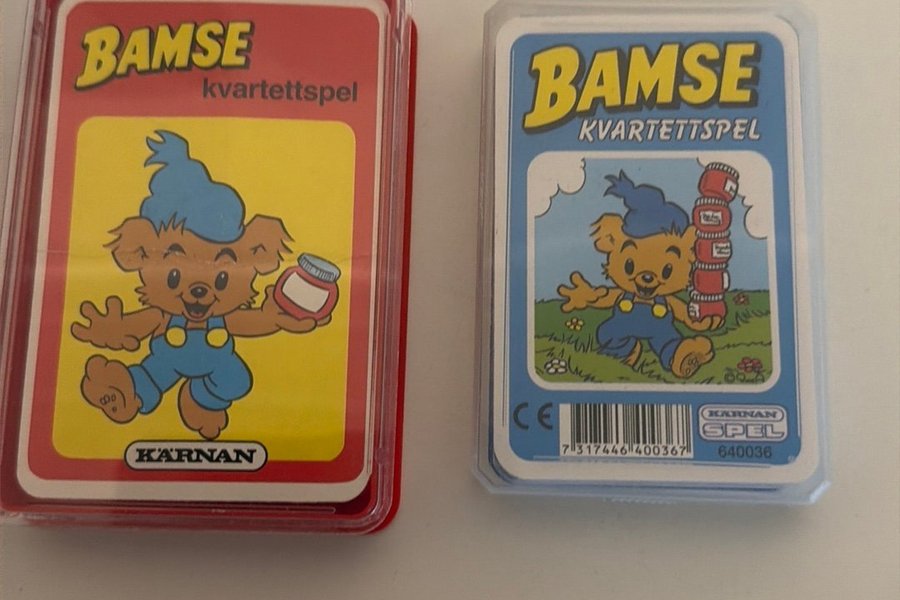 BAMSE
kvartettspel
KÄRNAN
BAMSE
KVARTETTSPEL
CE
7 317446 400367
KÄRNAN
SPEL
640036